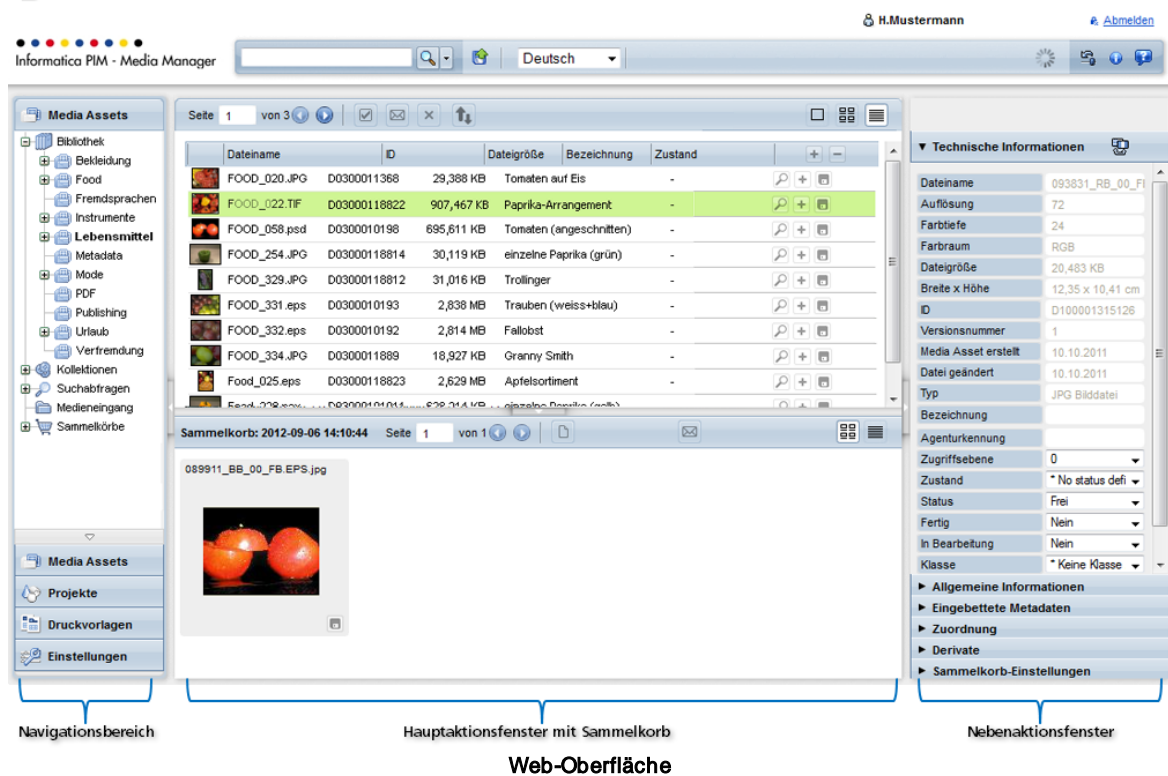 H.Mustermann
Abmelden
Informatica PIM - Media Manager
Deutsch
Media Assets
Bibliothek
Bekleidung
Food
Fremdsprachen
Instrumente
Lebensmittel
Metadata
Mode
PDF
Publishing
Urlaub
Verfremdung
Kollektionen
Suchabfragen
Medieneingang
Sammelkörbe
Media Assets
Projekte
Druckvorlagen
Einstellungen
Seite 1 von 3
Dateiname ID Dateigröße Bezeichnung Zustand
FOOD_020.JPG D0300011368 29,388 KB Tomaten auf Eis -
FOOD_022.TIF D03000118822 907,467 KB Paprika-Arrangement -
FOOD_058.psd D0300010198 695,611 KB Tomaten (angeschnitten) -
FOOD_254.JPG D03000118814 30,119 KB einzelne Paprika (grün) -
FOOD_329.JPG D03000118812 31,016 KB Trollinger -
FOOD_331.eps D0300010193 2,838 MB Trauben (weiss+blau) -
FOOD_332.eps D0300010192 2,814 MB Fallobst -
FOOD_334.JPG D0300011889 18,927 KB Granny Smith -
Food_025.eps D03000118823 2,629 MB Apfelsortiment -
Sammelkorb: 2012-09-06 14:10:44 Seite 1 von 1
089911_BB_00_FB.EPS.jpg
Technische Informationen
Dateiname 093831_RB_00_FI
Auflösung 72
Farbtiefe 24
Farbraum RGB
Dateigröße 20,483 KB
Breite x Höhe 12,35 x 10,41 cm
ID D100001315126
Versionsnummer 1
Media Asset erstellt 10.10.2011
Datei geändert 10.10.2011
Typ JPG Bilddatei
Bezeichnung
Agenturkennung
Zugriffsebene 0
Zustand * No status defi
Status Frei
Fertig Nein
In Bearbeitung Nein
Klasse * Keine Klasse
Allgemeine Informationen
Eingebettete Metadaten
Zuordnung
Derivate
Sammelkorb-Einstellungen
Navigationsbereich
Hauptaktionsfenster mit Sammelkorb
Nebenaktionsfenster
Web-Oberfläche